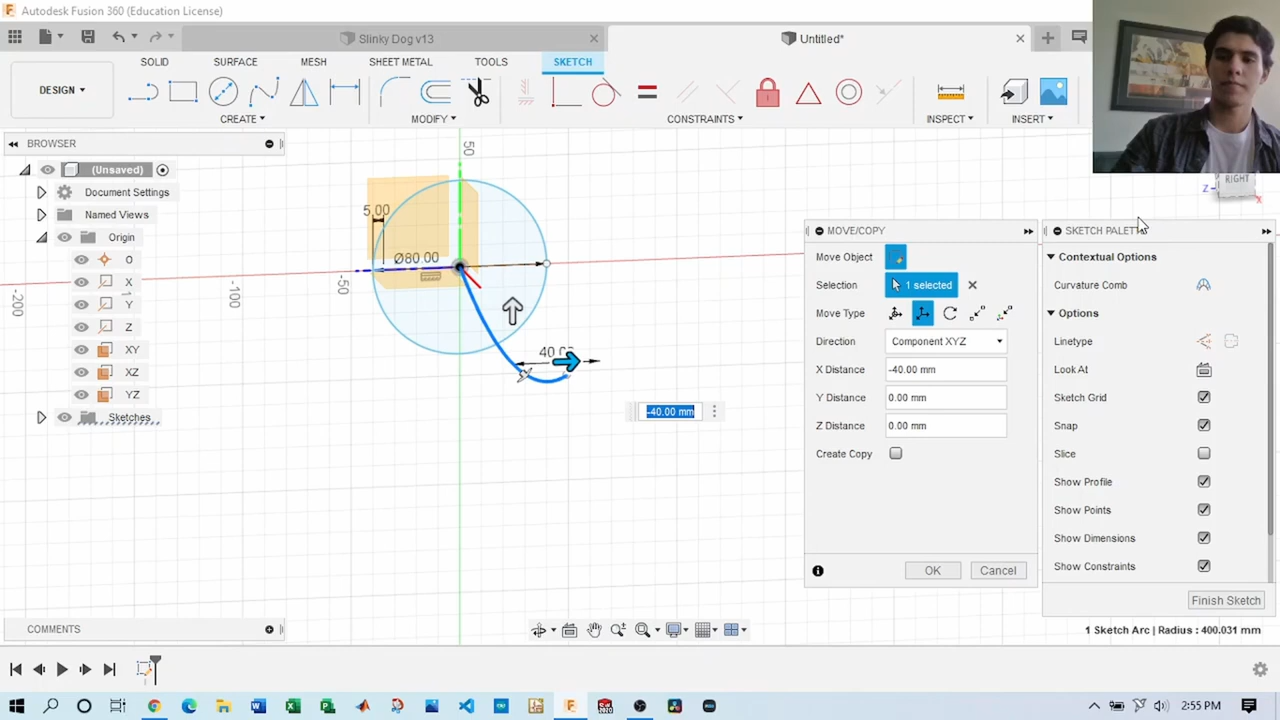 Autodesk Fusion 360 (Education License)
Slinky Dog v13
Untitled*
DESIGN
SOLID SURFACE MESH SHEET METAL TOOLS SKETCH
CREATE MODIFY CONSTRAINTS INSPECT INSERT
RIGHT
Z
X
BROWSER
(Unsaved)
Document Settings
Named Views
Origin
O
X
Y
Z
XY
XZ
YZ
Sketches
50
5.00
Ø80.00
-50
-100
-200
40.00
-40.00 mm
MOVE/COPY
Move Object
Selection 1 selected
Move Type
Direction Component XYZ
X Distance -40.00 mm
Y Distance 0.00 mm
Z Distance 0.00 mm
Create Copy
OK Cancel
SKETCH PALETTE
Contextual Options
Curvature Comb
Options
Linetype
Look At
Sketch Grid
Snap
Slice
Show Profile
Show Points
Show Dimensions
Show Constraints
Finish Sketch
COMMENTS
1 Sketch Arc | Radius : 400.031 mm
2:55 PM